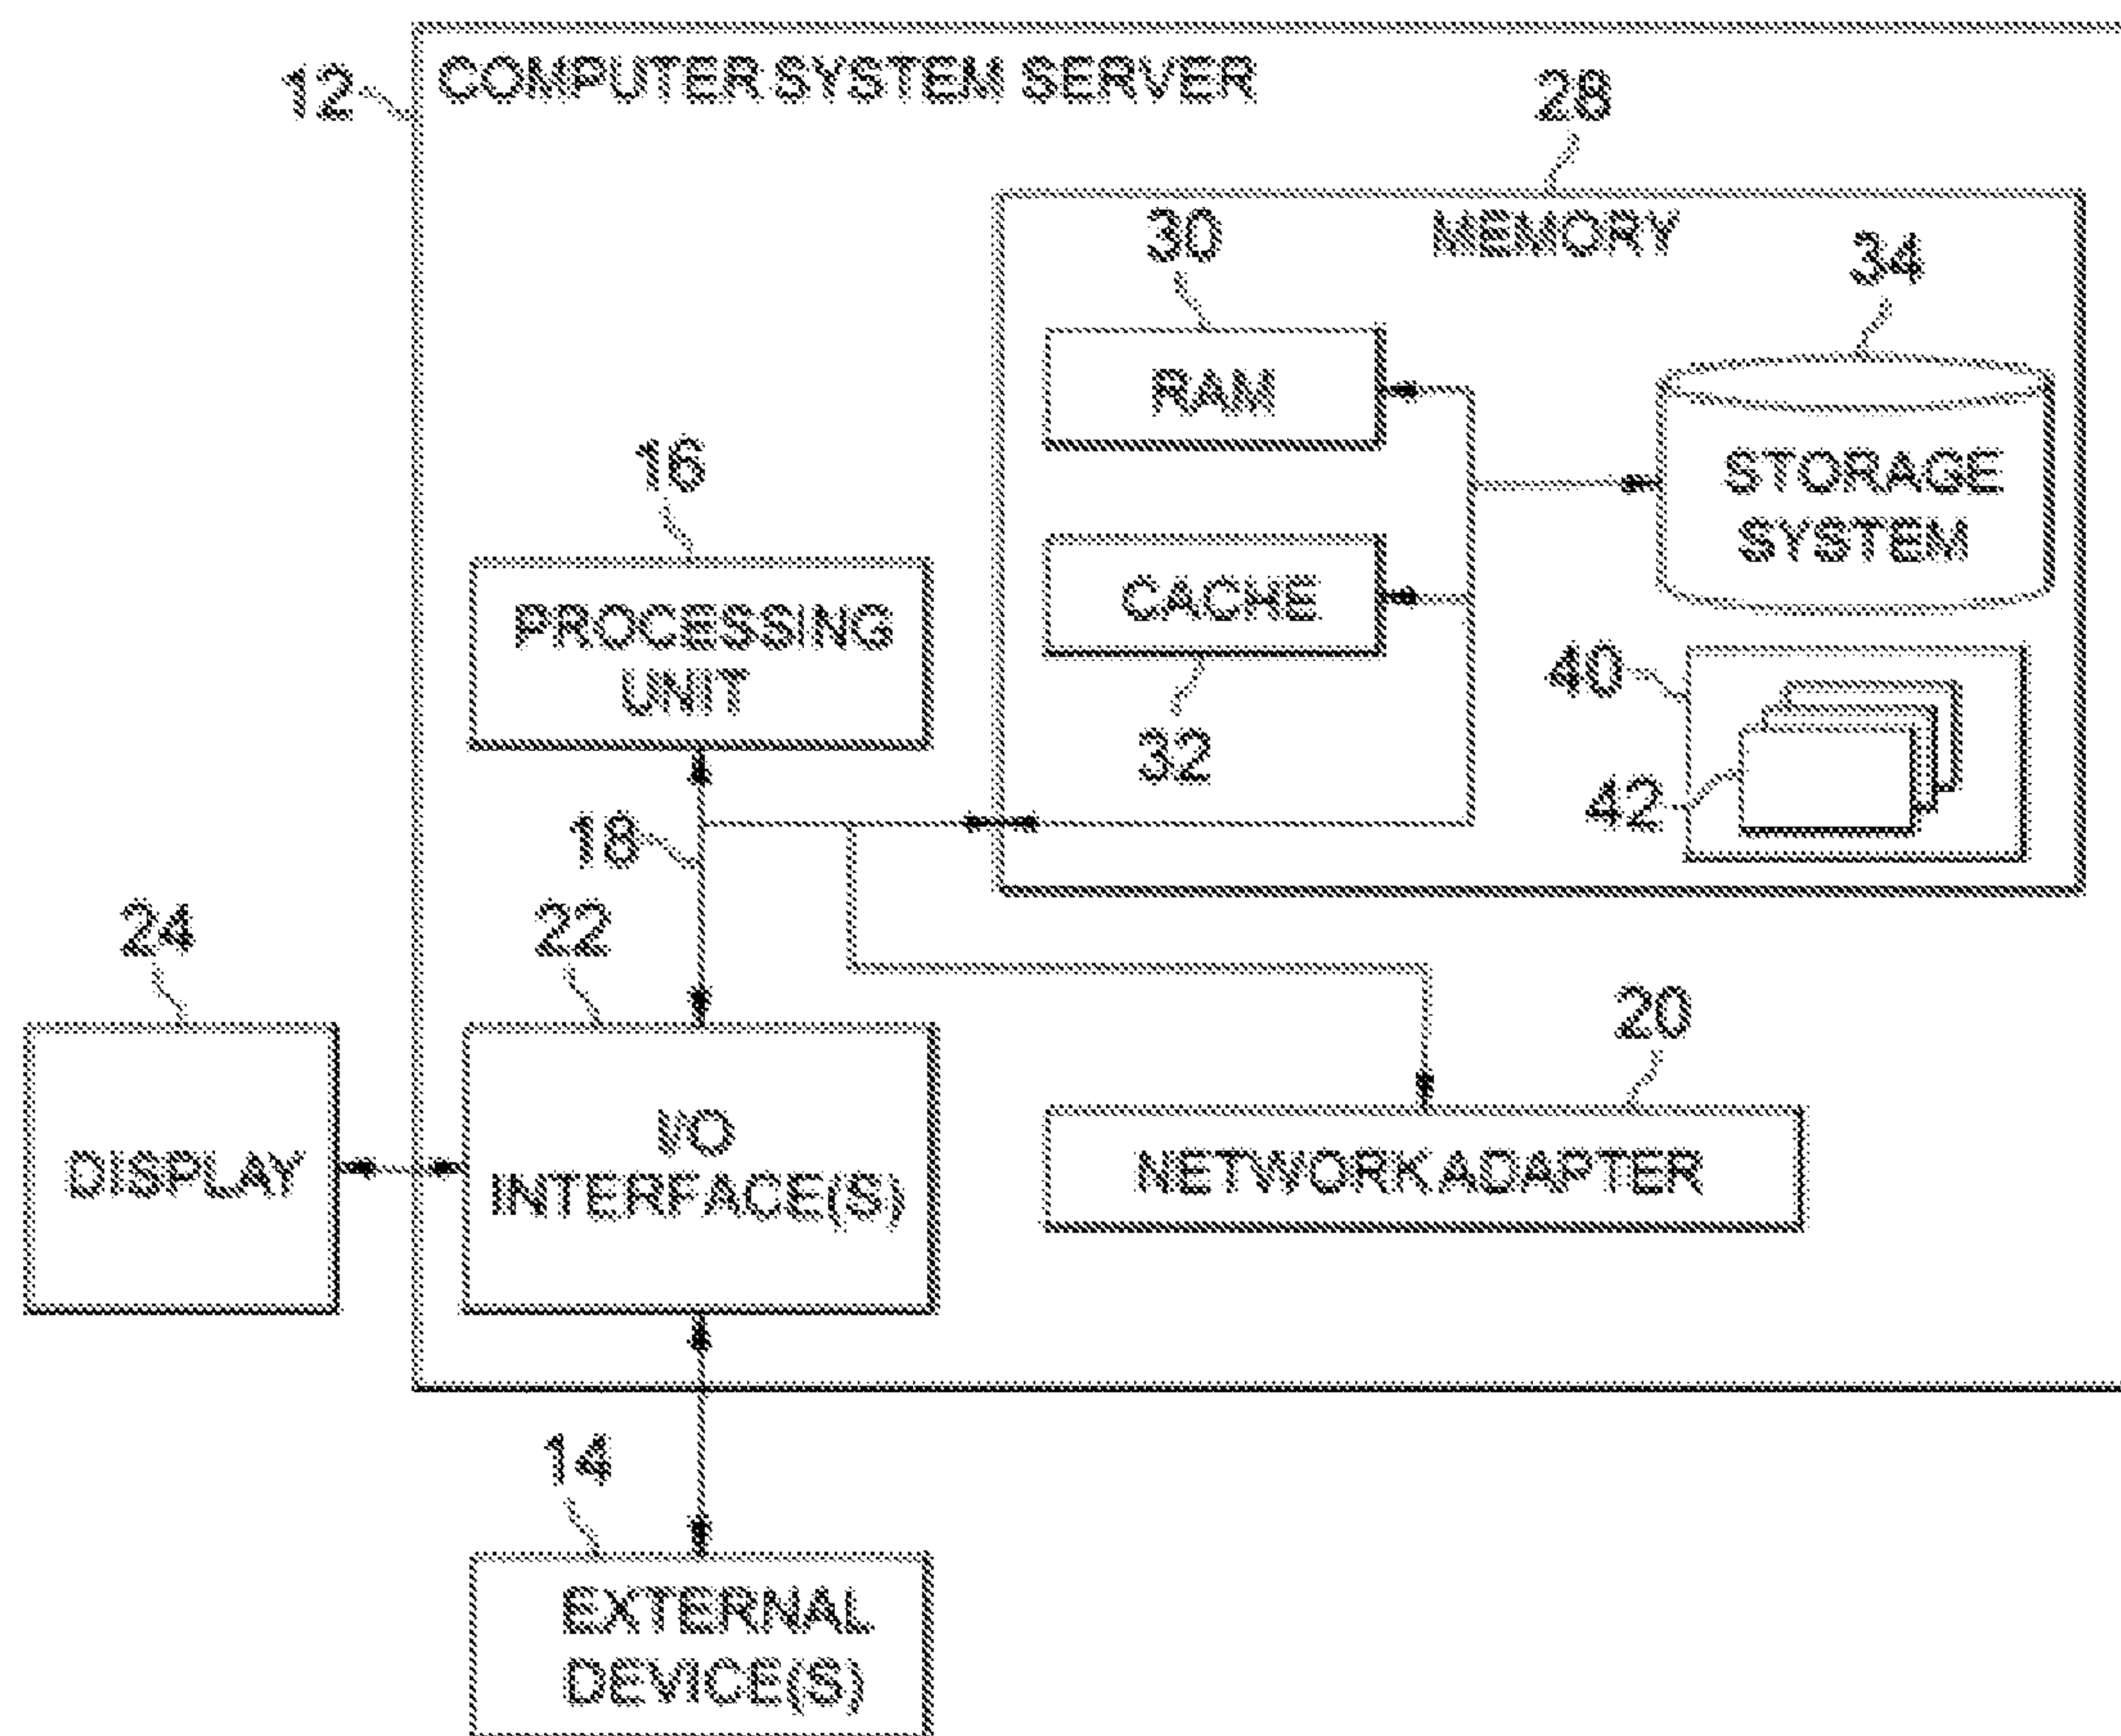 12
COMPUTER SYSTEM SERVER
28
MEMORY
30
34
RAM
STORAGE
SYSTEM
16
PROCESSING
UNIT
CACHE
32
40
42
18
24
22
20
DISPLAY
I/O
INTERFACE(S)
NETWORK ADAPTER
14
EXTERNAL
DEVICE(S)